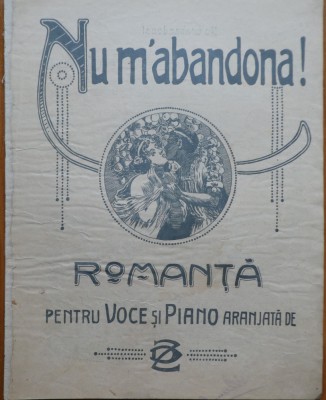 Nu m'abandona!
ROMANȚĂ
PENTRU VOCE ȘI PIANO ARANJATĂ DE